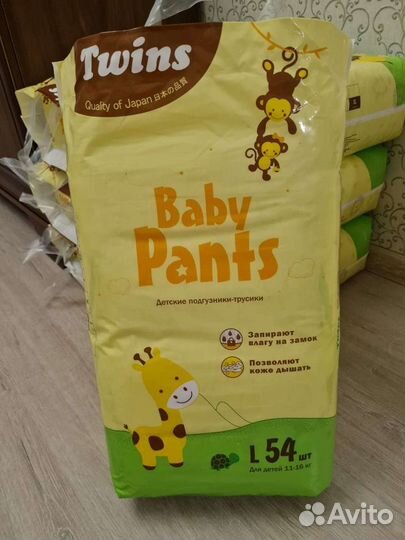 Twins
Quality of Japan 日本の品質
Baby
Pants
Детские подгузники-трусики
Запирают
влагу на замок
Позволяют
коже дышать
L 54 шт
Для детей 11-16 кг
L
Avito